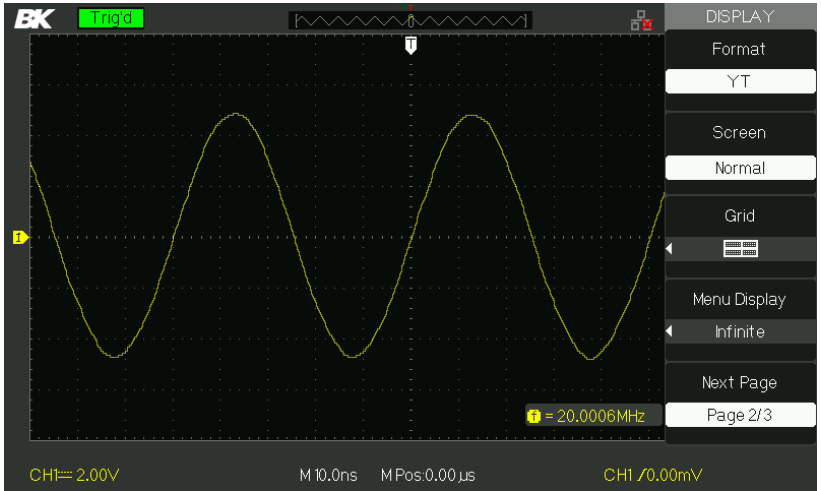 BK Trig'd T DISPLAY
T
Format
YT
Screen
Normal
Grid
Menu Display
Infinite
Next Page
Page 2/3
1
f = 20.0006MHz
CH1 2.00V M 10.0ns M Pos:0.00µs CH1 /0.00mV